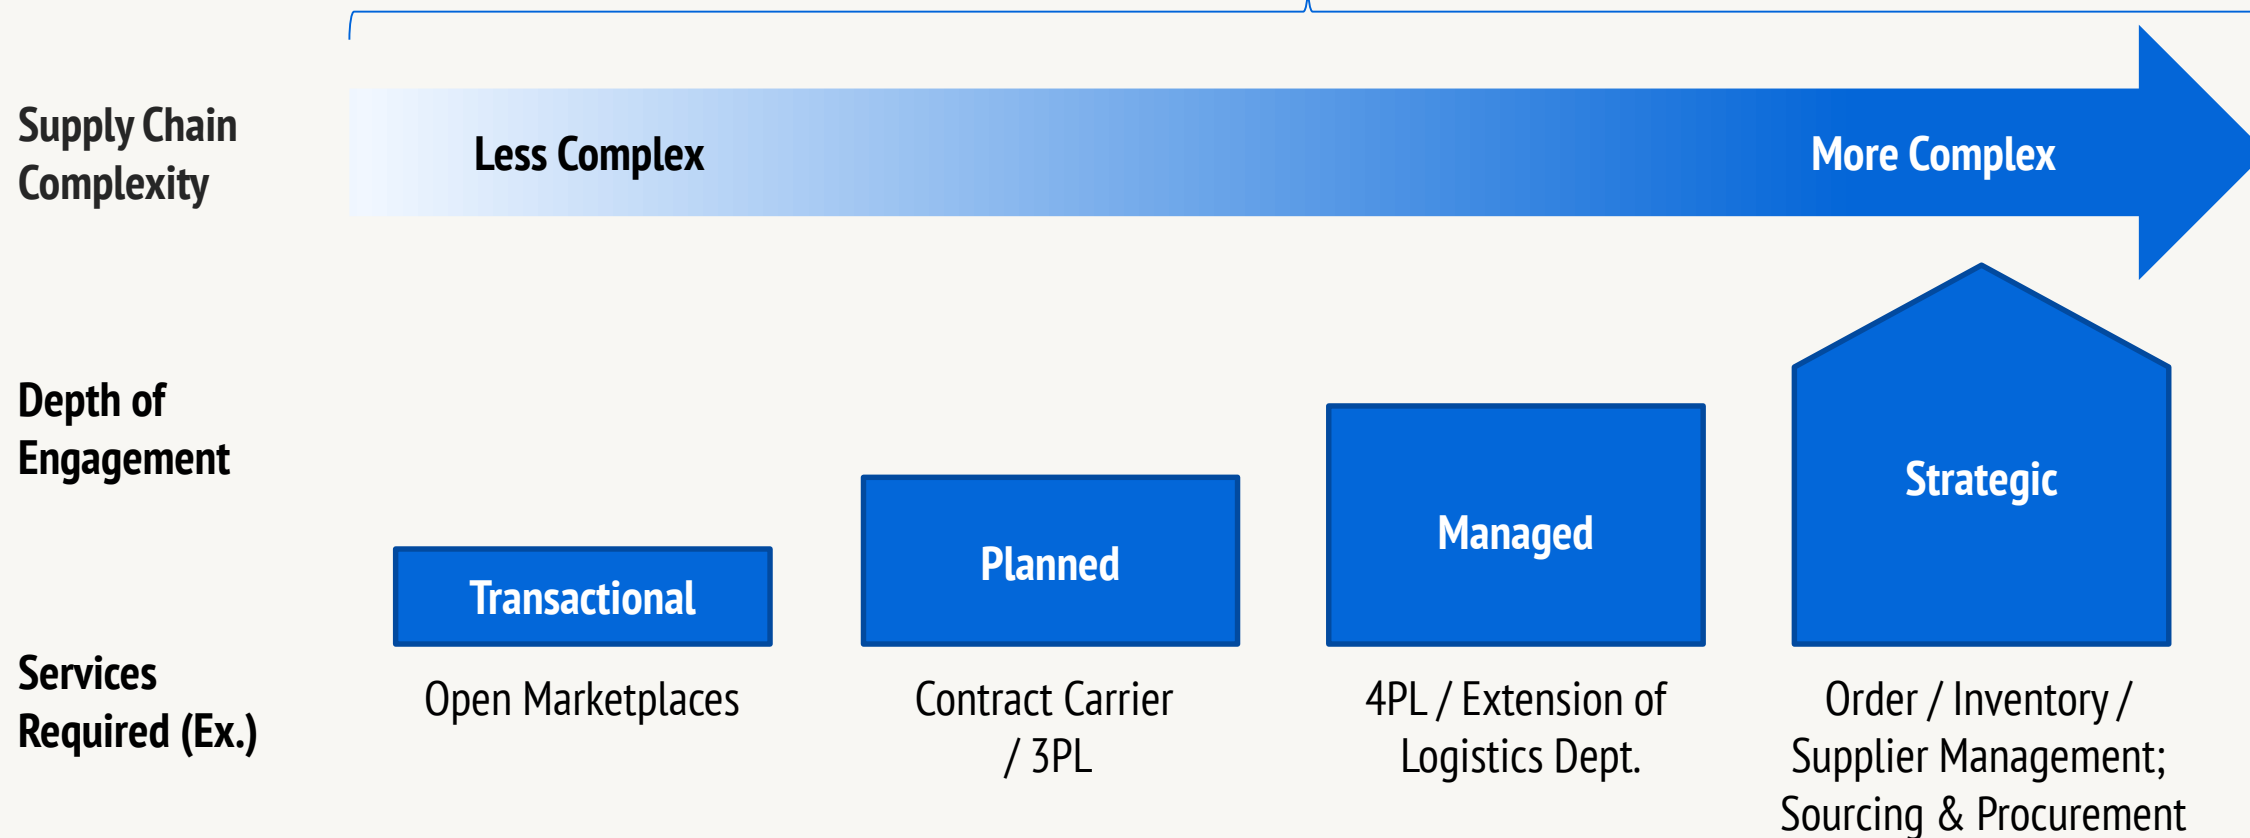 Supply Chain
Complexity
Less Complex
More Complex
Depth of
Engagement
Transactional
Planned
Managed
Strategic
Services
Required (Ex.)
Open Marketplaces
Contract Carrier
/ 3PL
4PL / Extension of
Logistics Dept.
Order / Inventory /
Supplier Management;
Sourcing & Procurement